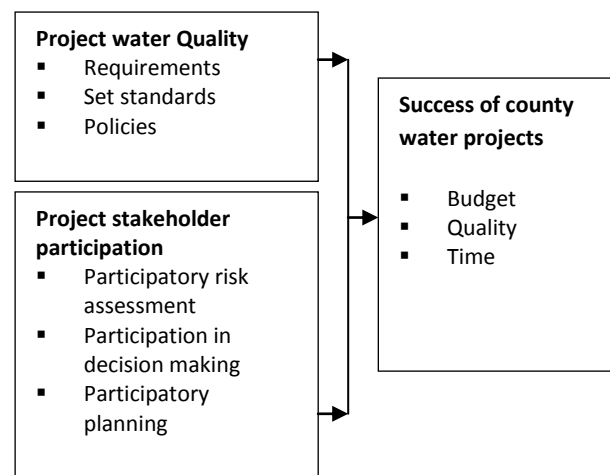 Project water Quality
▪ Requirements
▪ Set standards
▪ Policies
Project stakeholder
participation
▪ Participatory risk
assessment
▪ Participation in
decision making
▪ Participatory
planning
Success of county
water projects
▪ Budget
▪ Quality
▪ Time